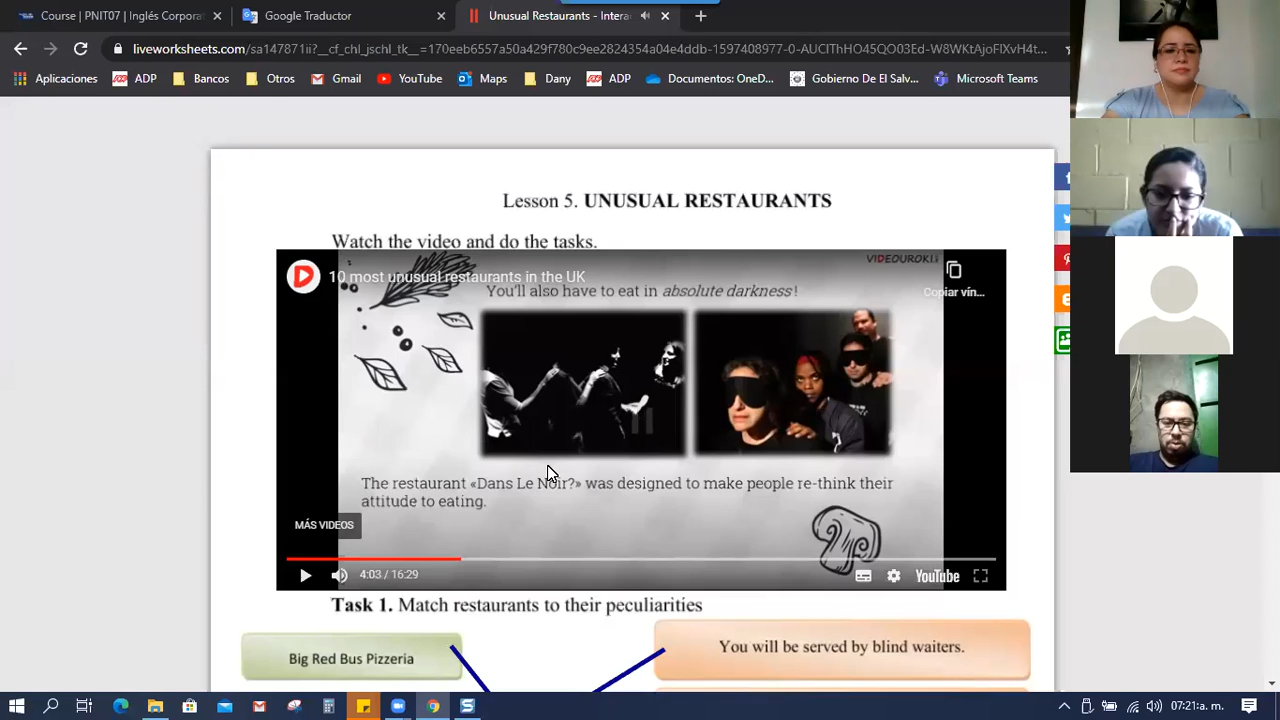 Course | PNIT07 | Inglés Corporat
Google Traductor
Unusual Restaurants - Intera
liveworksheets.com/sa147871ii?__cf_chl_jschl_tk__=170eeb6557a50a429f780c9ee2824354a04e4ddb-1597408977-0-AUCIThHO45QO03Ed-W8WKtAjoFlXvH4t...
Aplicaciones
ADP
Bancos
Otros
Gmail
YouTube
Maps
Dany
ADP
Documentos: OneD...
Gobierno De El Salv...
Microsoft Teams
Lesson 5. UNUSUAL RESTAURANTS
Watch the video and do the tasks.
10 most unusual restaurants in the UK
VIDEOUROKI
Copiar vín...
You'll also have to eat in absolute darkness!
The restaurant «Dans Le Noir?» was designed to make people re-think their
attitude to eating.
MÁS VIDEOS
4:03 / 16:29
YouTube
Task 1. Match restaurants to their peculiarities
Big Red Bus Pizzeria
You will be served by blind waiters.
07:21 a. m.